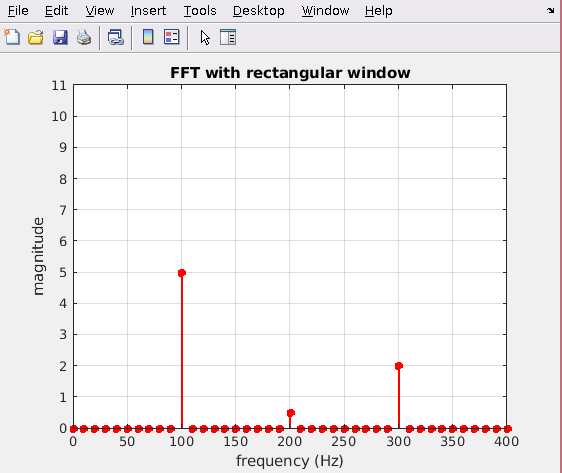 File Edit View Insert Tools Desktop Window Help
FFT with rectangular window
11
10
9
8
7
6
5
4
3
2
1
0
magnitude
0 50 100 150 200 250 300 350 400
frequency (Hz)